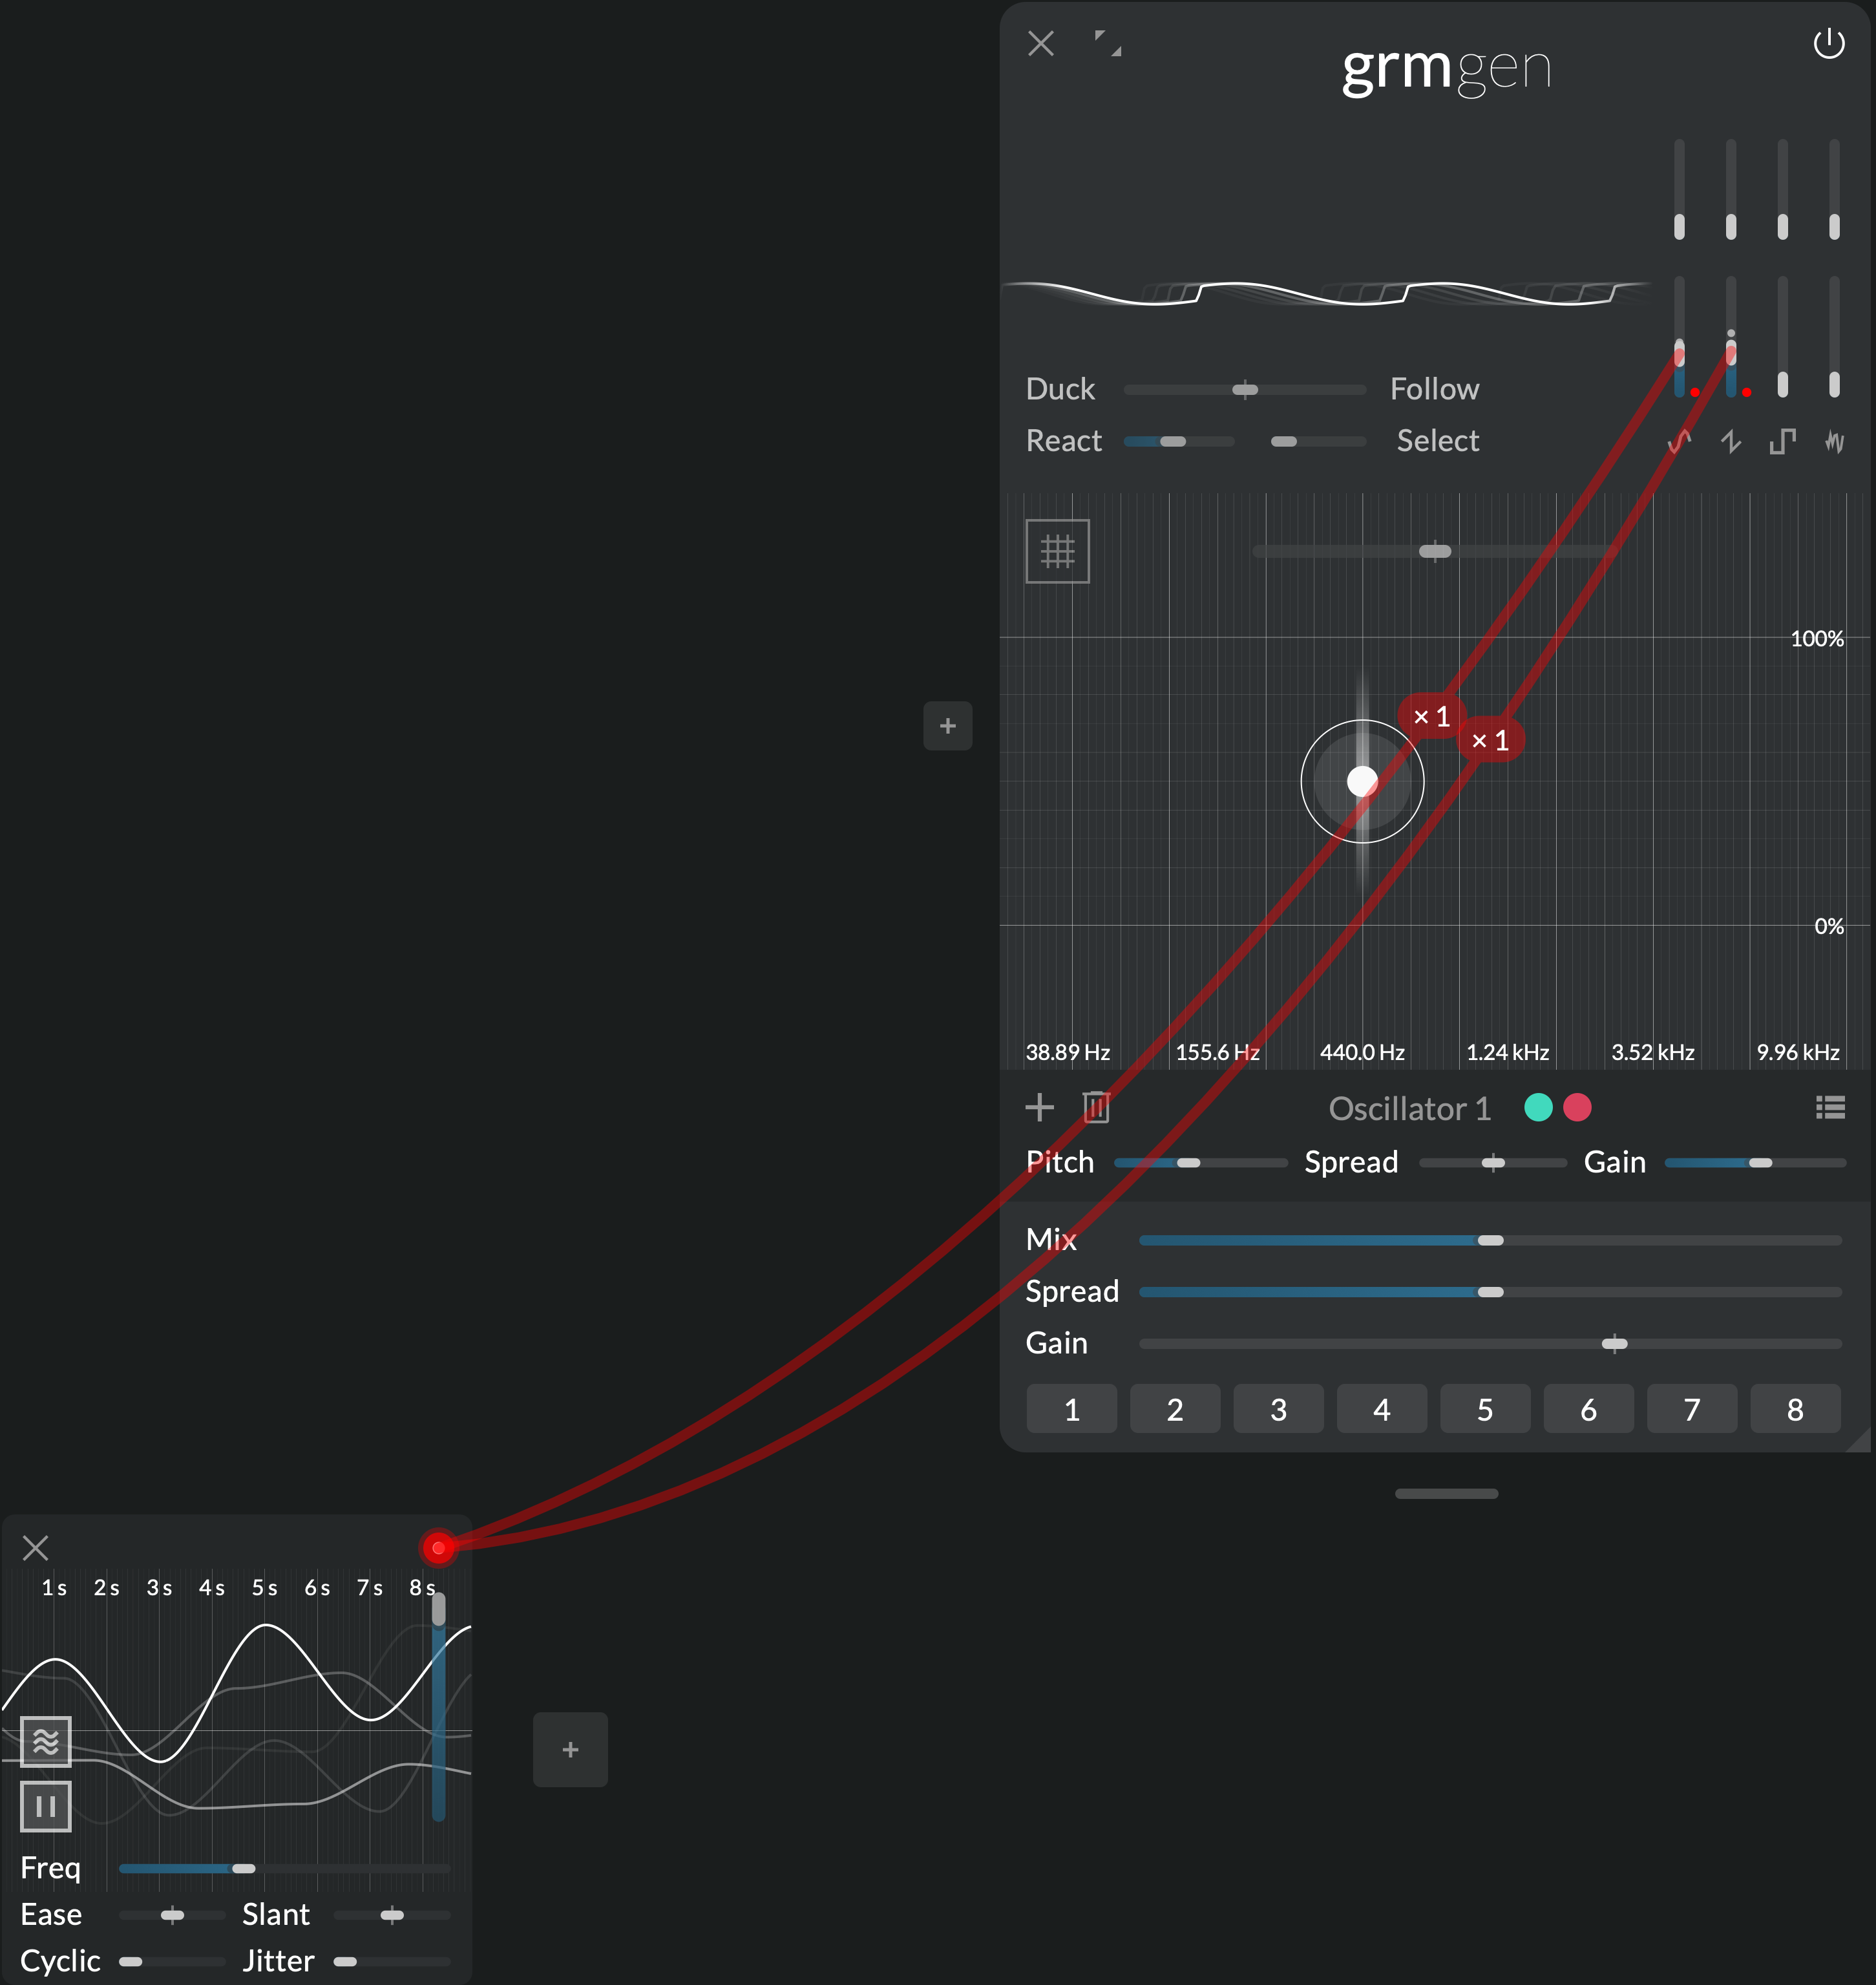 grmgen
Duck Follow
React Select
100%
× 1
× 1
0%
38.89 Hz 155.6 Hz 440.0 Hz 1.24 kHz 3.52 kHz 9.96 kHz
Oscillator 1
Pitch Spread Gain
Mix
Spread
Gain
1 2 3 4 5 6 7 8
1 s 2 s 3 s 4 s 5 s 6 s 7 s 8 s
Freq
Ease Slant
Cyclic Jitter